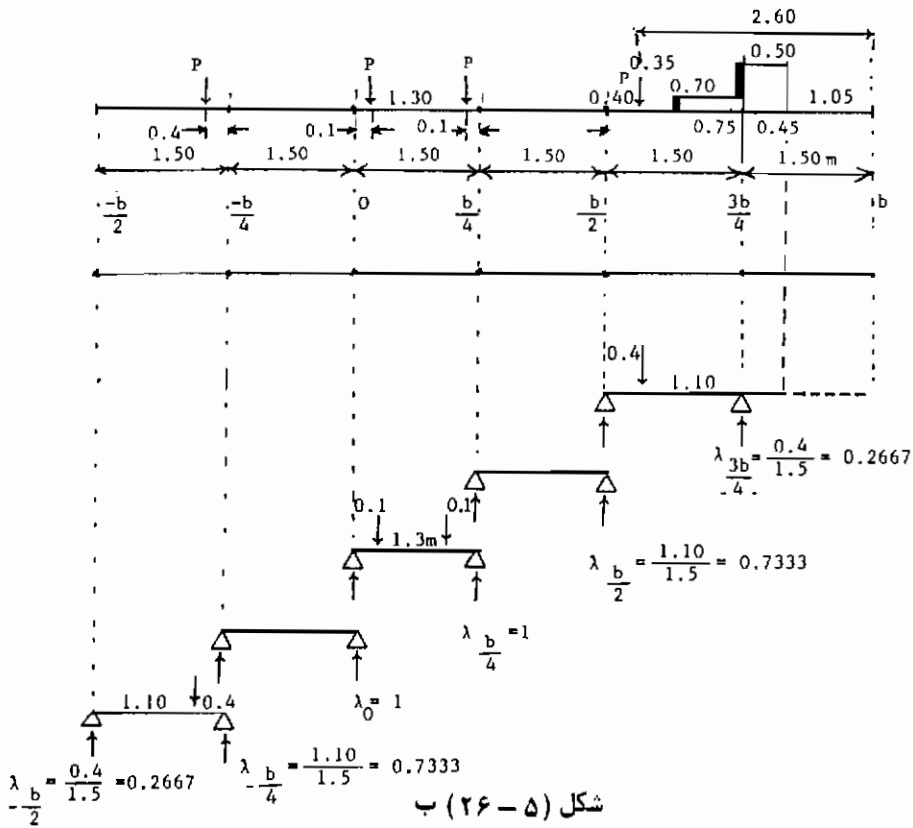 2.60
P P P 0.35 0.50
P 0.70
1.30 0.40 1.05
0.4 0.1 0.1 0.75 0.45
1.50 1.50 1.50 1.50 1.50 1.50 m
-b/2 -b/4 0 b/4 b/2 3b/4 b
0.4
1.10
λ 3b/4 = 0.4/1.5 = 0.2667
0.1 0.1
1.3m
λ b/2 = 1.10/1.5 = 0.7333
λ b/4 = 1
1.10 0.4
λ0 = 1
λ -b/2 = 0.4/1.5 = 0.2667
λ -b/4 = 1.10/1.5 = 0.7333
شکل (۵ – ۲۶) ب